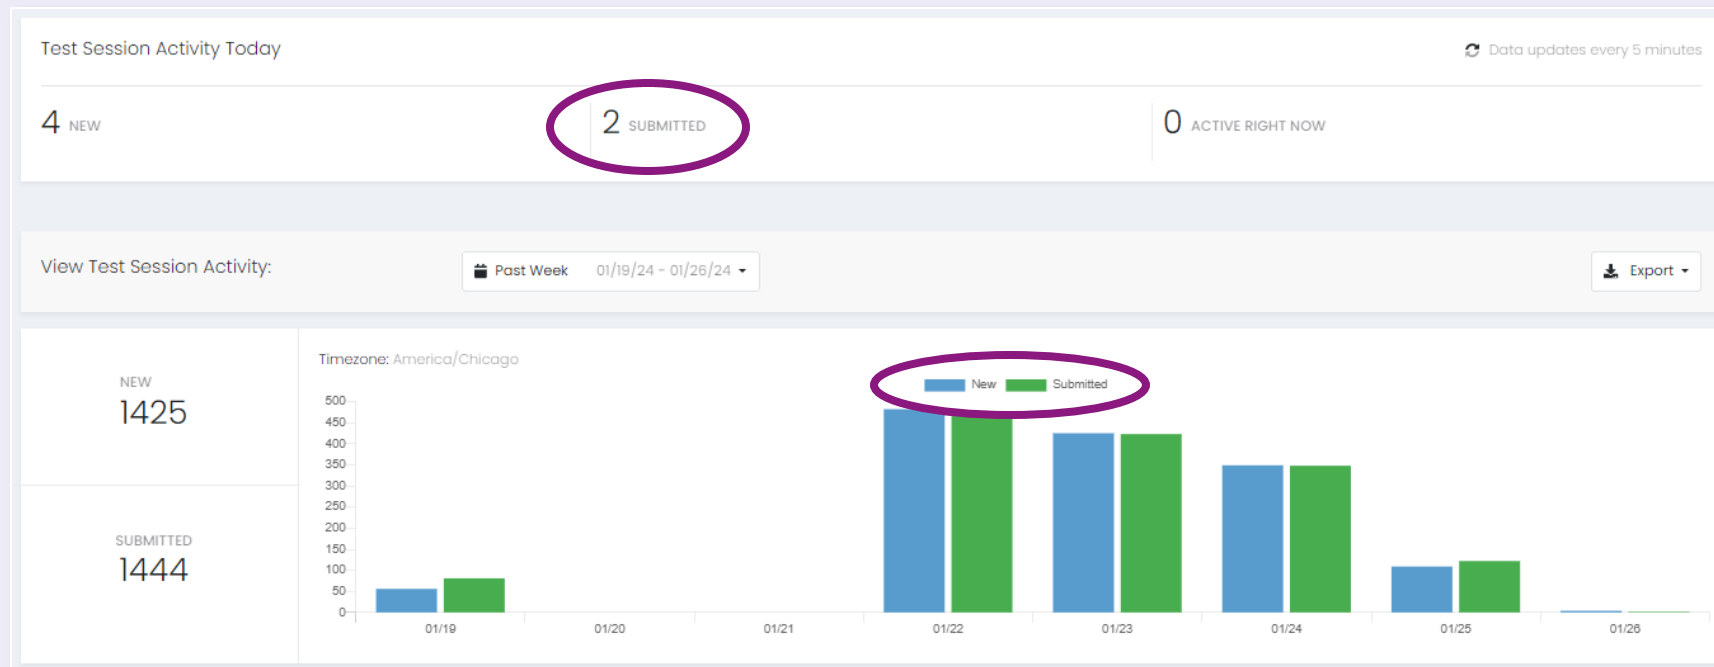 Test Session Activity Today
Data updates every 5 minutes
4 NEW
2 SUBMITTED
0 ACTIVE RIGHT NOW
View Test Session Activity:
Past Week 01/19/24 - 01/26/24
Export
NEW
1425
SUBMITTED
1444
Timezone: America/Chicago
New Submitted
500
450
400
350
300
250
200
150
100
50
0
01/19 01/20 01/21 01/22 01/23 01/24 01/25 01/26